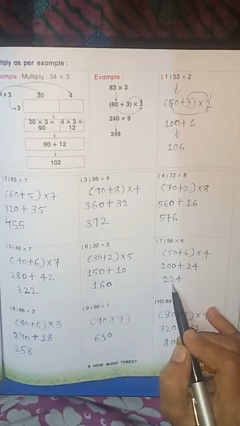 tiply as per example :
ample : Multiply : 34 × 3
30
4
30 × 3 =
90
4 × 3 =
12
90 + 12
102
Example :
83 × 3
(80 + 3) × 3
240 + 9
249
(1) 53 × 2
(50+3) × 2
100 + 6
106
(2) 65 × 7
(60+5) × 7
420 + 35
455
(3) 98 × 4
(90+8) × 4
360 + 32
392
(4) 72 × 8
(70+2) × 8
560 + 16
576
(5) 46 × 7
(40+6) × 7
280 + 42
322
(6) 32 × 5
(30+2) × 5
150 + 10
160
(7) 56 × 4
(50+6) × 4
200 + 24
224
(8) 86 × 3
(80+6) × 3
240 + 18
258
(9) 90 × 7
(90 × 7)
630
(10) 89
720
8 HOW MANY TIMES?